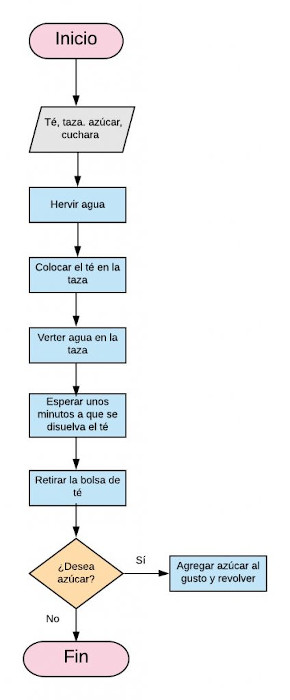 Inicio
Té, taza. azúcar,
cuchara
Hervir agua
Colocar el té en la
taza
Verter agua en la
taza
Esperar unos
minutos a que se
disuelva el té
Retirar la bolsa de
té
¿Desea
azúcar?
Sí
Agregar azúcar al
gusto y revolver
No
Fin